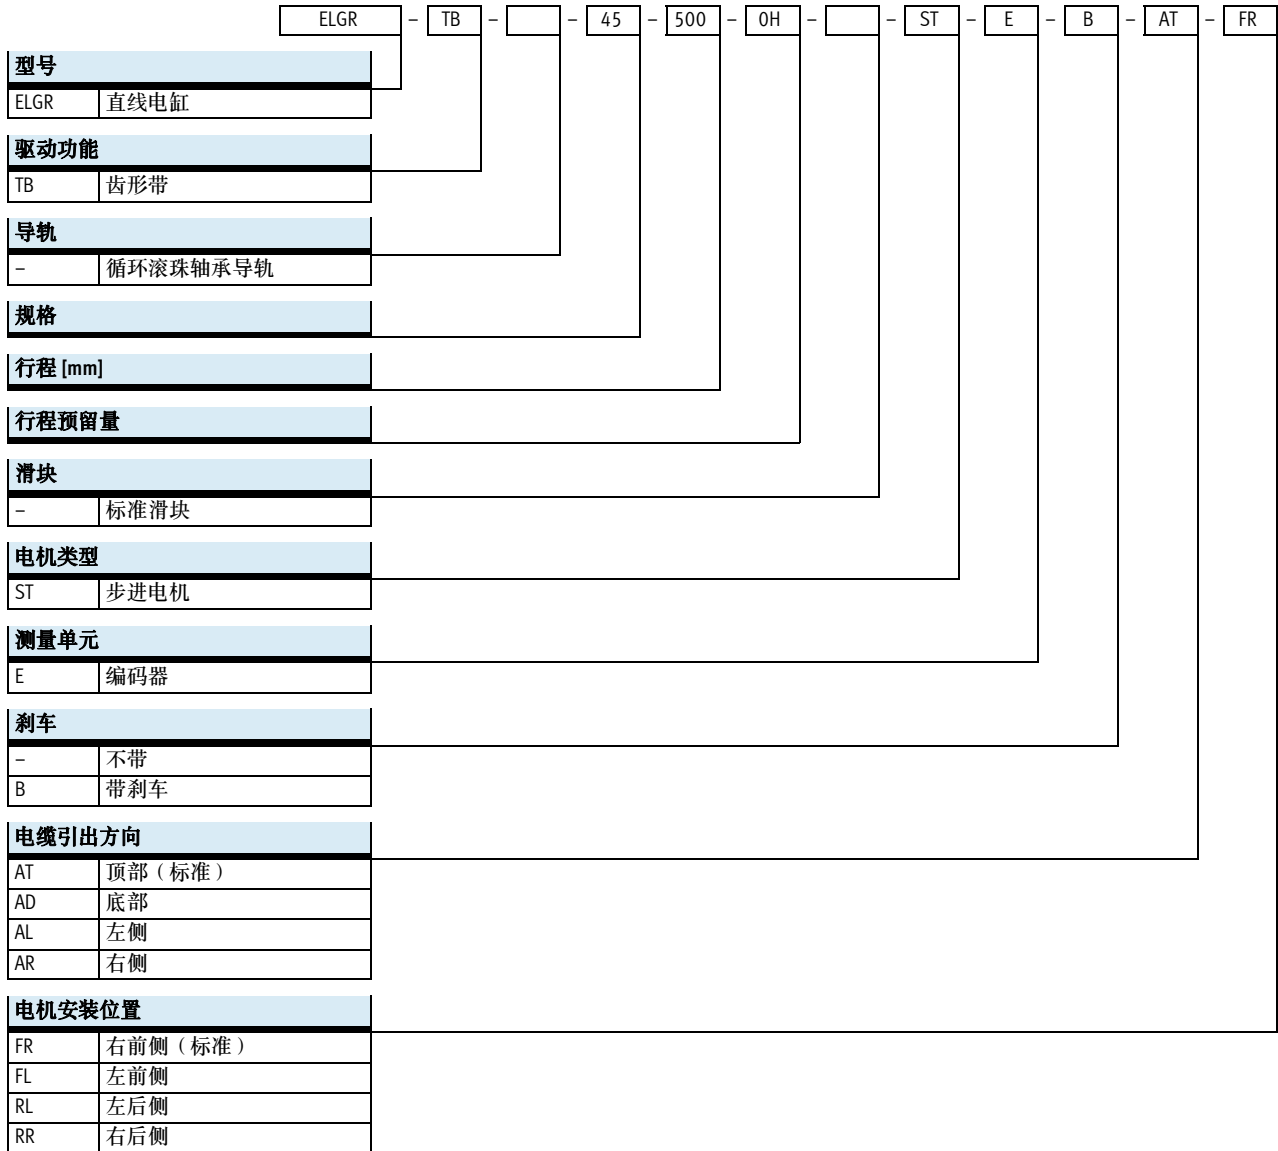 ELGR – TB – – 45 – 500 – 0H – – ST – E – B – AT – FR
型号
ELGR 直线电缸
驱动功能
TB 齿形带
导轨
– 循环滚珠轴承导轨
规格
行程 [mm]
行程预留量
滑块
– 标准滑块
电机类型
ST 步进电机
测量单元
E 编码器
刹车
– 不带
B 带刹车
电缆引出方向
AT 顶部（标准）
AD 底部
AL 左侧
AR 右侧
电机安装位置
FR 右前侧（标准）
FL 左前侧
RL 左后侧
RR 右后侧